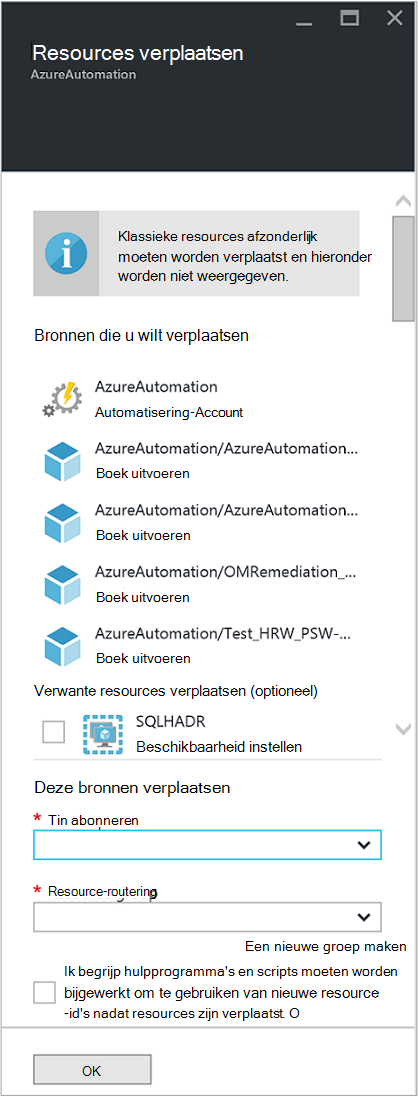 Resources verplaatsen
AzureAutomation
Klassieke resources afzonderlijk
moeten worden verplaatst en hieronder
worden niet weergegeven.
Bronnen die u wilt verplaatsen
AzureAutomation
Automatisering-Account
AzureAutomation/AzureAutomation...
Boek uitvoeren
AzureAutomation/AzureAutomation...
Boek uitvoeren
AzureAutomation/OMRemediation_...
Boek uitvoeren
AzureAutomation/Test_HRW_PSW-...
Boek uitvoeren
Verwante resources verplaatsen (optioneel)
SQLHADR
Beschikbaarheid instellen
Deze bronnen verplaatsen
* Tin abonneren
* Resource-routering
Een nieuwe groep maken
Ik begrijp hulpprogramma's en scripts moeten worden
bijgewerkt om te gebruiken van nieuwe resource
-id's nadat resources zijn verplaatst. O
OK